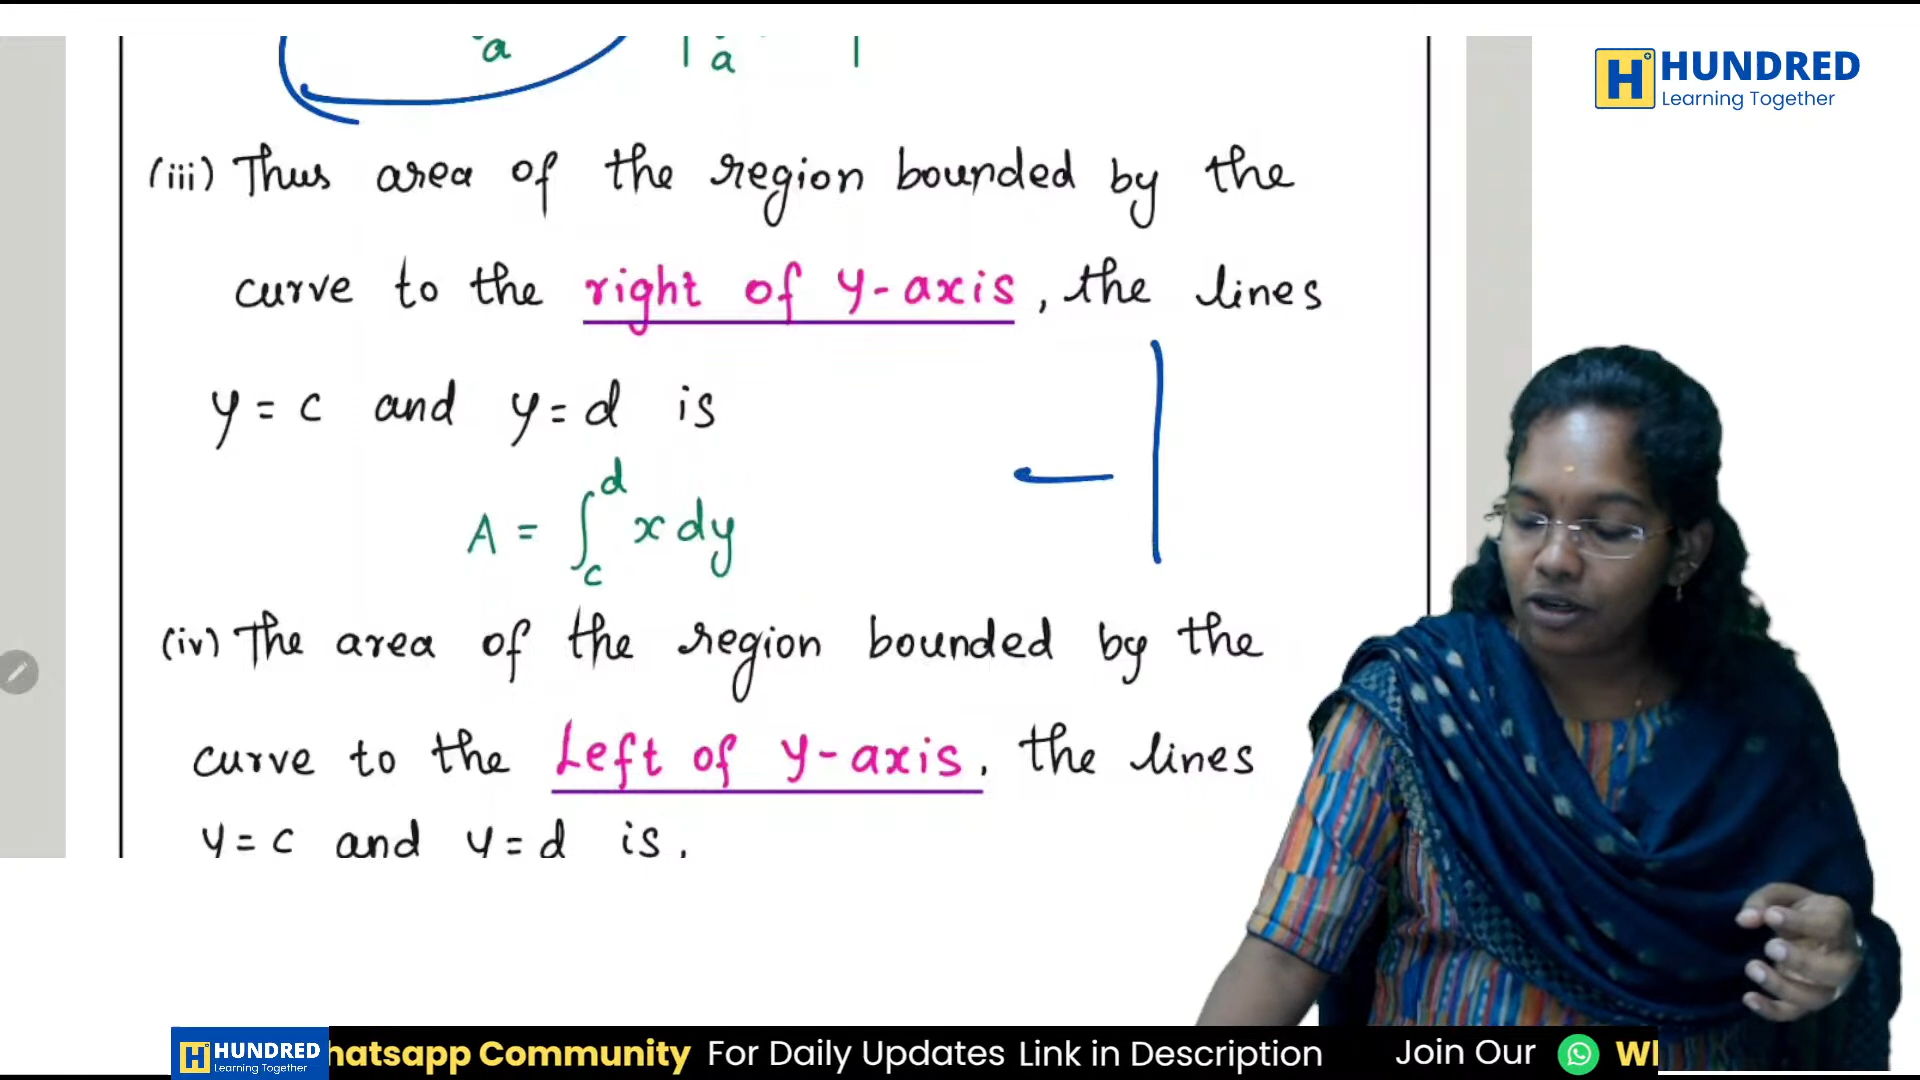 a
a
HUNDRED
Learning Together
(iii) Thus area of the region bounded by the
curve to the right of y-axis, the lines
y = c and y = d is
A = ∫_c^d x dy
(iv) The area of the region bounded by the
curve to the Left of y-axis. the lines
y = c and y = d is.
HUNDRED
Learning Together
hatsapp Community For Daily Updates Link in Description Join Our